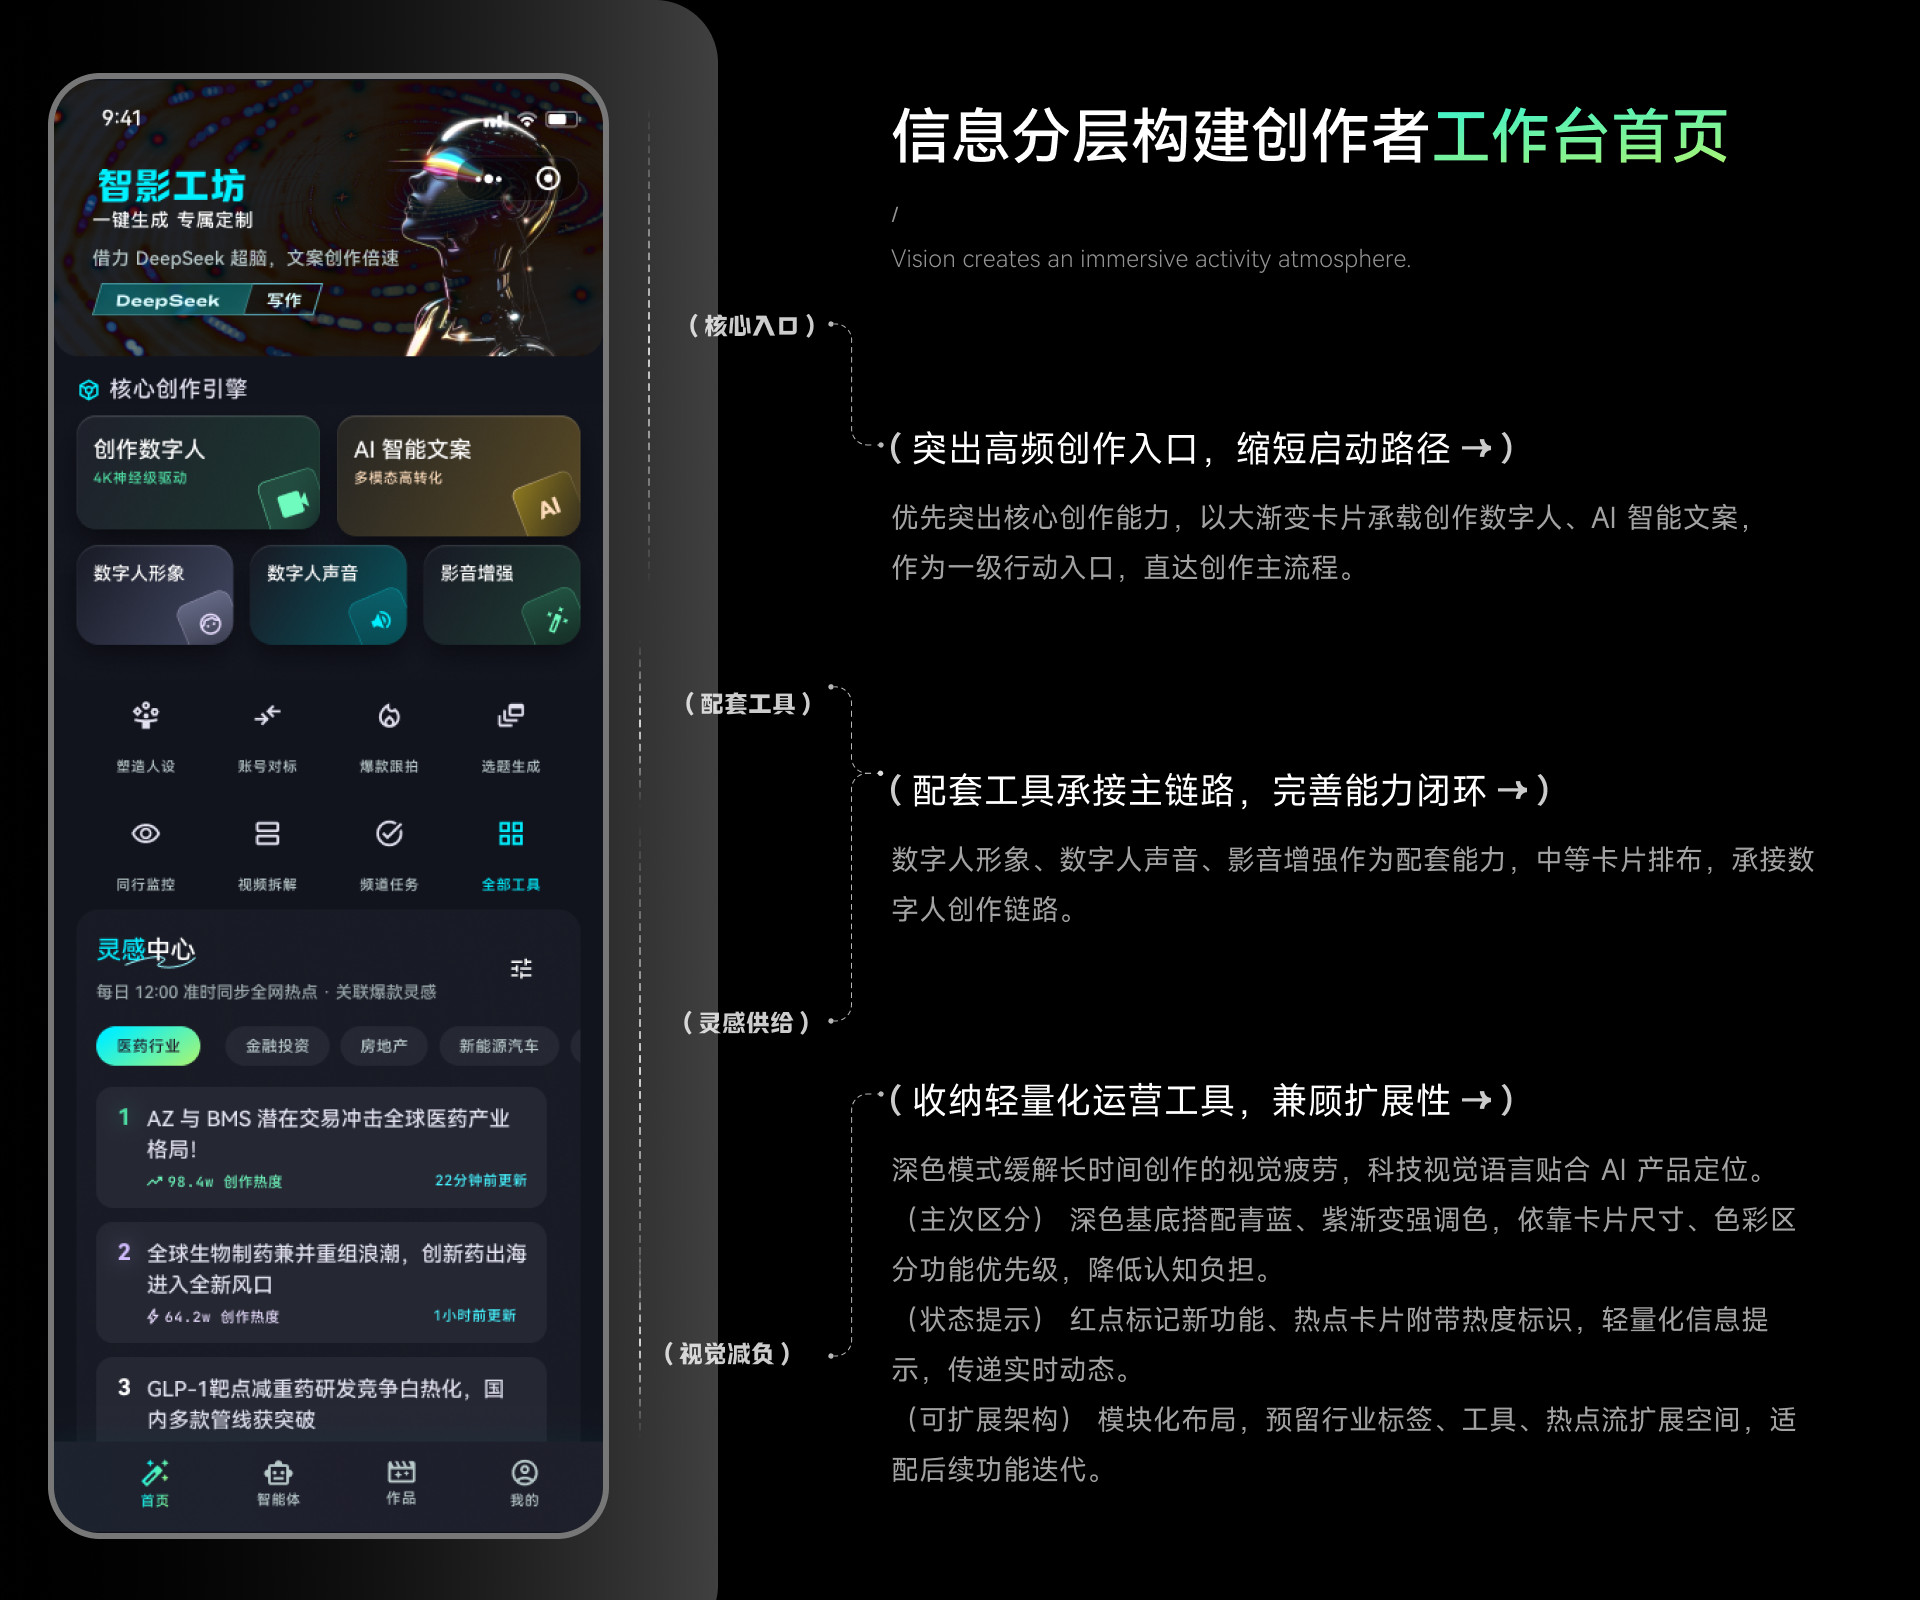 9:41
智影工坊
一键生成 专属定制
借力 DeepSeek 超脑，文案创作倍速
DeepSeek 写作
核心创作引擎
创作数字人
4K神经级驱动
AI 智能文案
多模态高转化
AI
数字人形象
数字人声音
影音增强
塑造人设
账号对标
爆款跟拍
选题生成
同行监控
视频拆解
频道任务
全部工具
灵感中心
每日 12:00 准时同步全网热点 · 关联爆款灵感
医药行业
金融投资
房地产
新能源汽车
1 AZ 与 BMS 潜在交易冲击全球医药产业
格局！
98.4w 创作热度 22分钟前更新
2 全球生物制药兼并重组浪潮，创新药出海
进入全新风口
64.2w 创作热度 1小时前更新
3 GLP-1靶点减重药研发竞争白热化，国
内多款管线获突破
首页
智能体
作品
我的
信息分层构建创作者工作台首页
/
Vision creates an immersive activity atmosphere.
（核心入口）
（突出高频创作入口，缩短启动路径 →）
优先突出核心创作能力，以大渐变卡片承载创作数字人、AI 智能文案，
作为一级行动入口，直达创作主流程。
（配套工具）
（配套工具承接主链路，完善能力闭环 →）
数字人形象、数字人声音、影音增强作为配套能力，中等卡片排布，承接数
字人创作链路。
（灵感供给）
（收纳轻量化运营工具，兼顾扩展性 →）
深色模式缓解长时间创作的视觉疲劳，科技视觉语言贴合 AI 产品定位。
（主次区分） 深色基底搭配青蓝、紫渐变强调色，依靠卡片尺寸、色彩区
分功能优先级，降低认知负担。
（状态提示） 红点标记新功能、热点卡片附带热度标识，轻量化信息提
示，传递实时动态。
（可扩展架构） 模块化布局，预留行业标签、工具、热点流扩展空间，适
配后续功能迭代。
（视觉减负）